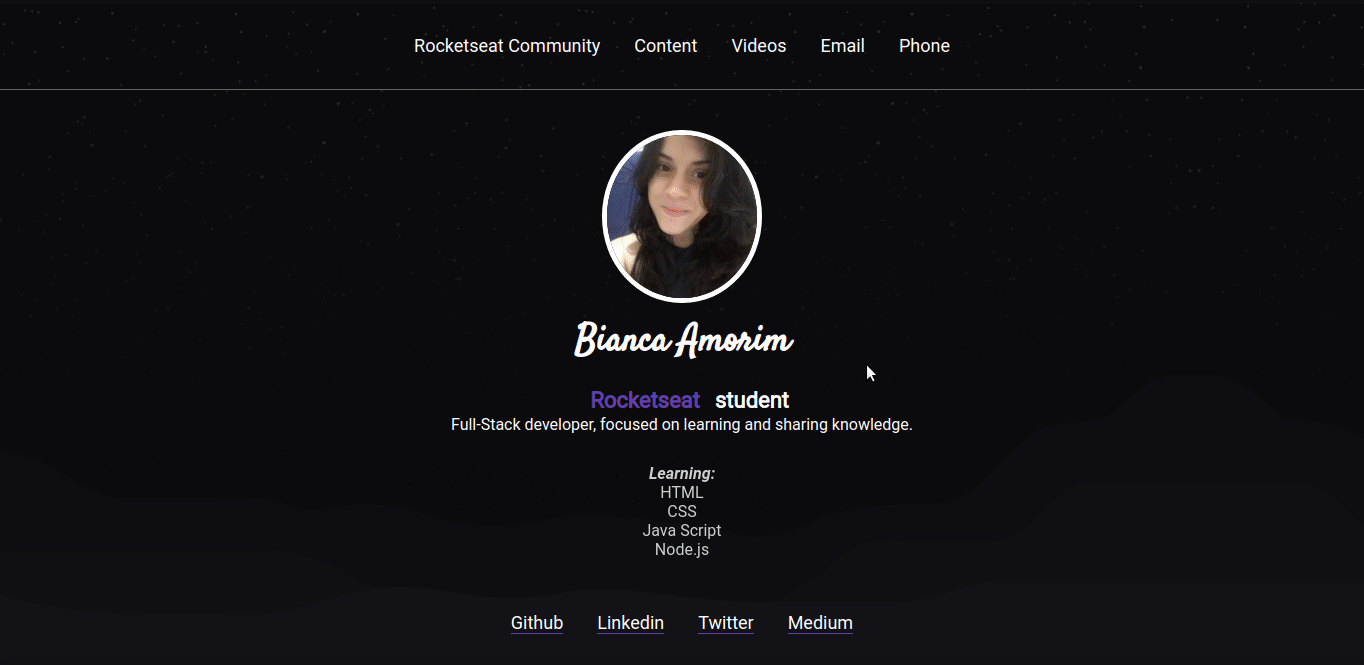 Rocketseat Community Content Videos Email Phone
Bianca Amorim
Rocketseat student
Full-Stack developer, focused on learning and sharing knowledge.
Learning:
HTML
CSS
Java Script
Node.js
Github Linkedin Twitter Medium